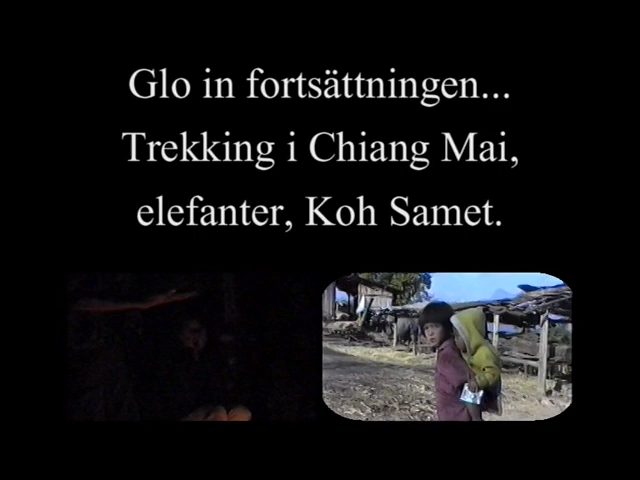 Glo in fortsättningen...
Trekking i Chiang Mai,
elefanter, Koh Samet.